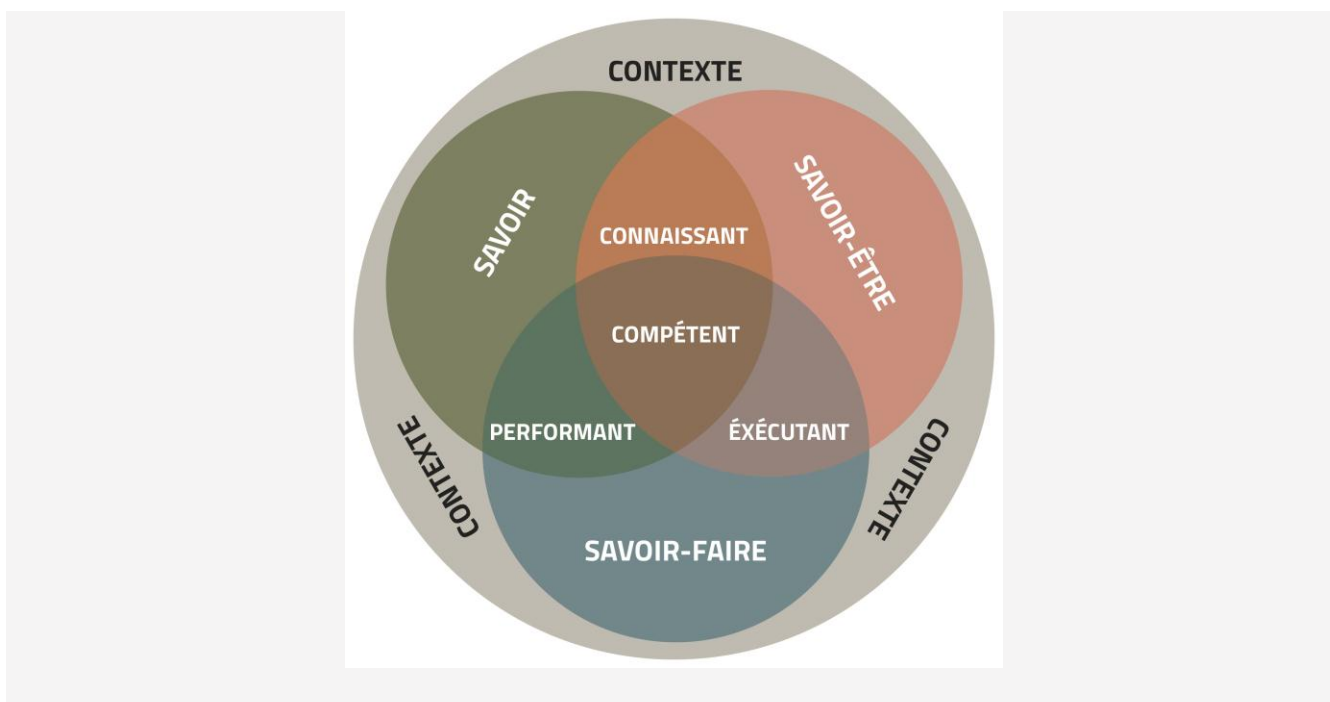 CONTEXTE
SAVOIR
SAVOIR-ÊTRE
CONNAISSANT
COMPÉTENT
PERFORMANT
ÉXÉCUTANT
CONTEXTE
CONTEXTE
SAVOIR-FAIRE